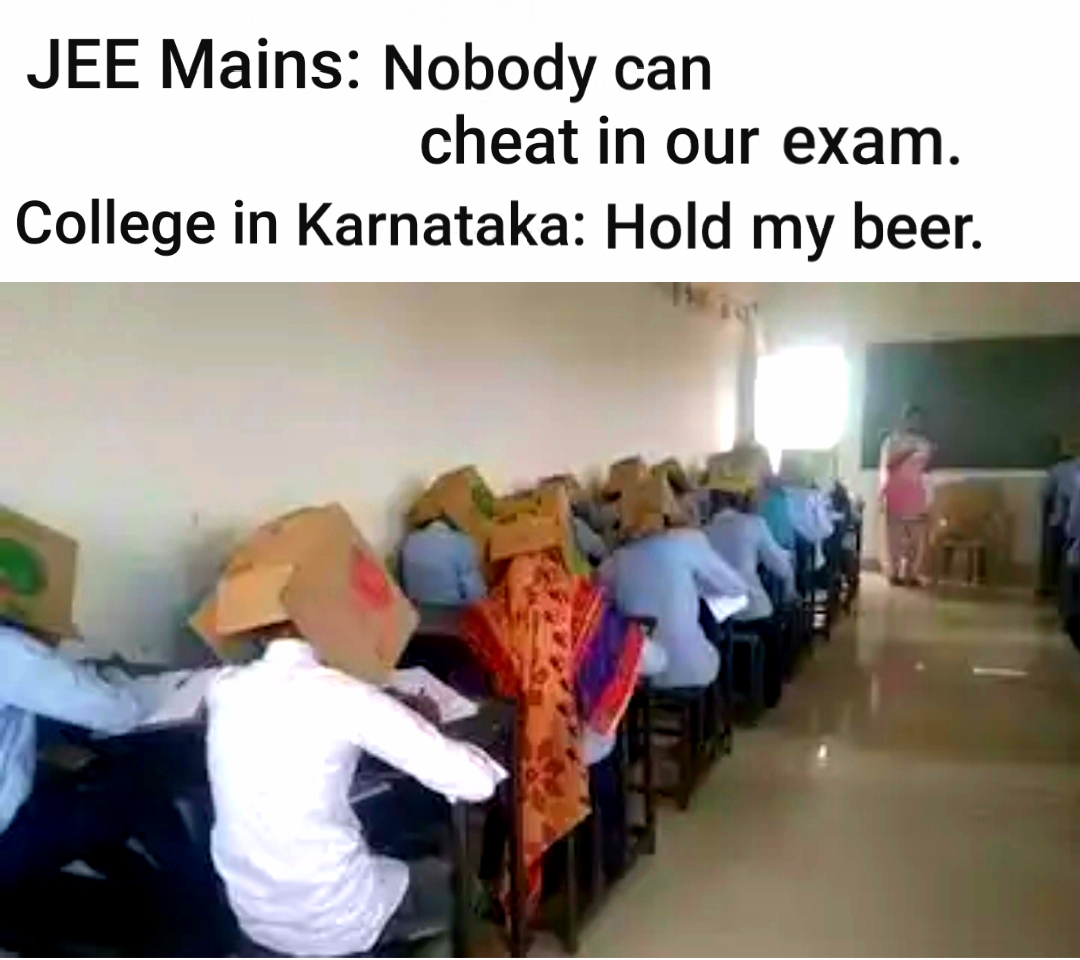 JEE Mains: Nobody can
cheat in our exam.
College in Karnataka: Hold my beer.